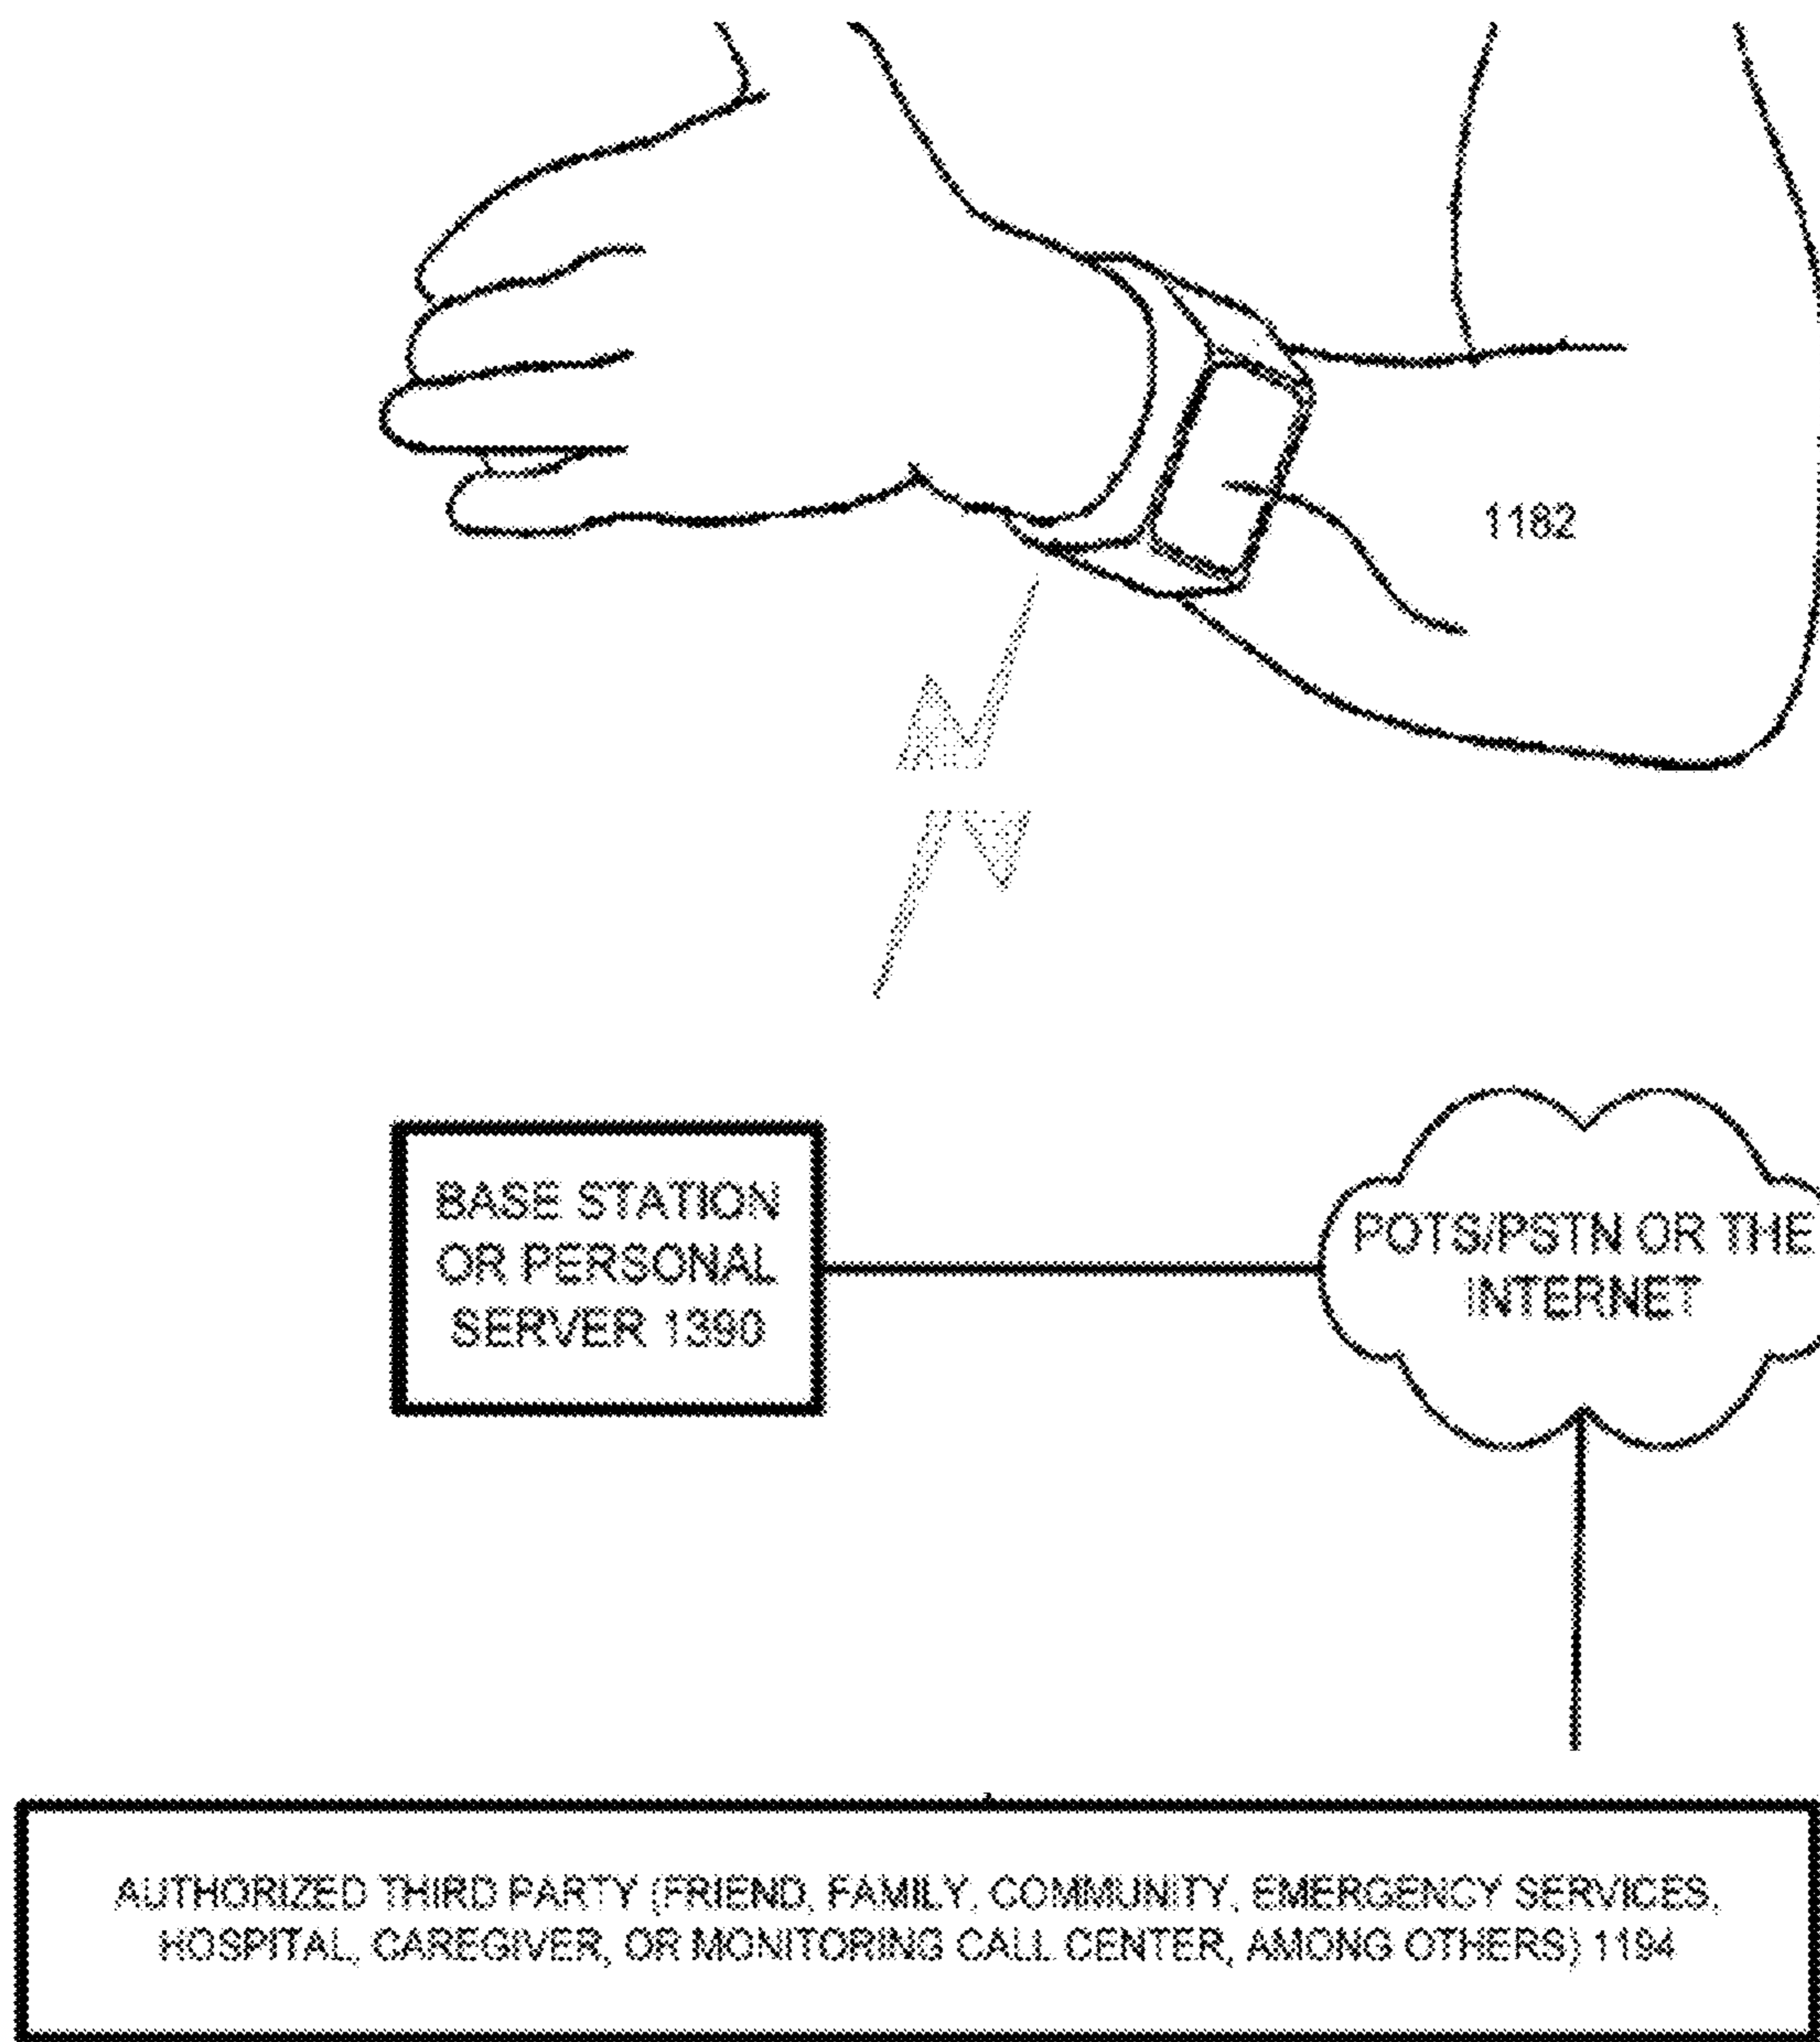 1182
BASE STATION
OR PERSONAL
SERVER 1390
POTS/PSTN OR THE
INTERNET
AUTHORIZED THIRD PARTY (FRIEND, FAMILY, COMMUNITY, EMERGENCY SERVICES,
HOSPITAL, CAREGIVER, OR MONITORING CALL CENTER, AMONG OTHERS) 1194